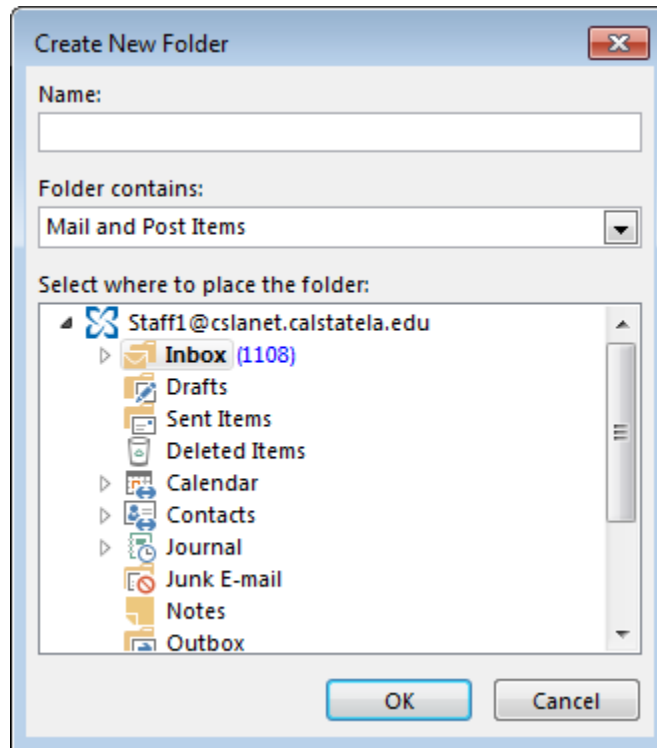 Create New Folder
Name:
Folder contains:
Mail and Post Items
Select where to place the folder:
Staff1@cslanet.calstatela.edu
Inbox (1108)
Drafts
Sent Items
Deleted Items
Calendar
Contacts
Journal
Junk E-mail
Notes
Outbox
OK Cancel